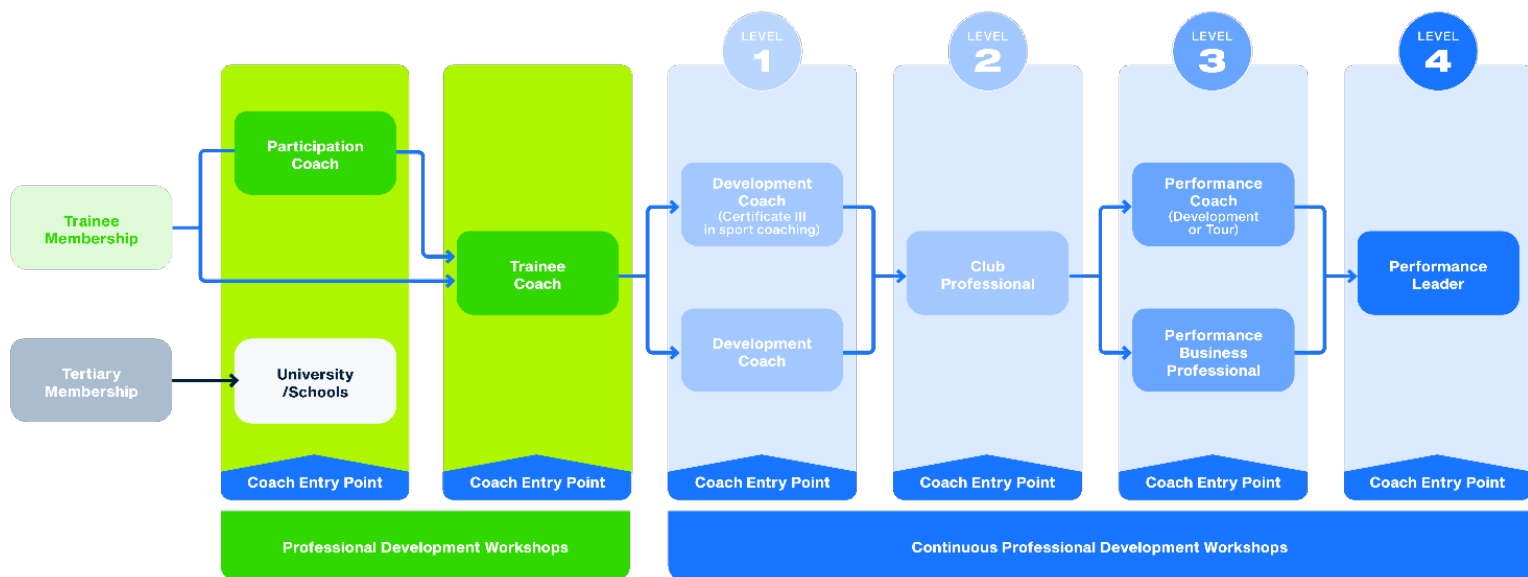 LEVEL
1
LEVEL
2
LEVEL
3
LEVEL
4
Participation
Coach
Trainee
Membership
Trainee
Coach
Development
Coach
(Certificate III
in sport coaching)
Club
Professional
Performance
Coach
(Development
or Tour)
Performance
Leader
Tertiary
Membership
University
/Schools
Development
Coach
Performance
Business
Professional
Coach Entry Point
Coach Entry Point
Coach Entry Point
Coach Entry Point
Coach Entry Point
Coach Entry Point
Professional Development Workshops
Continuous Professional Development Workshops